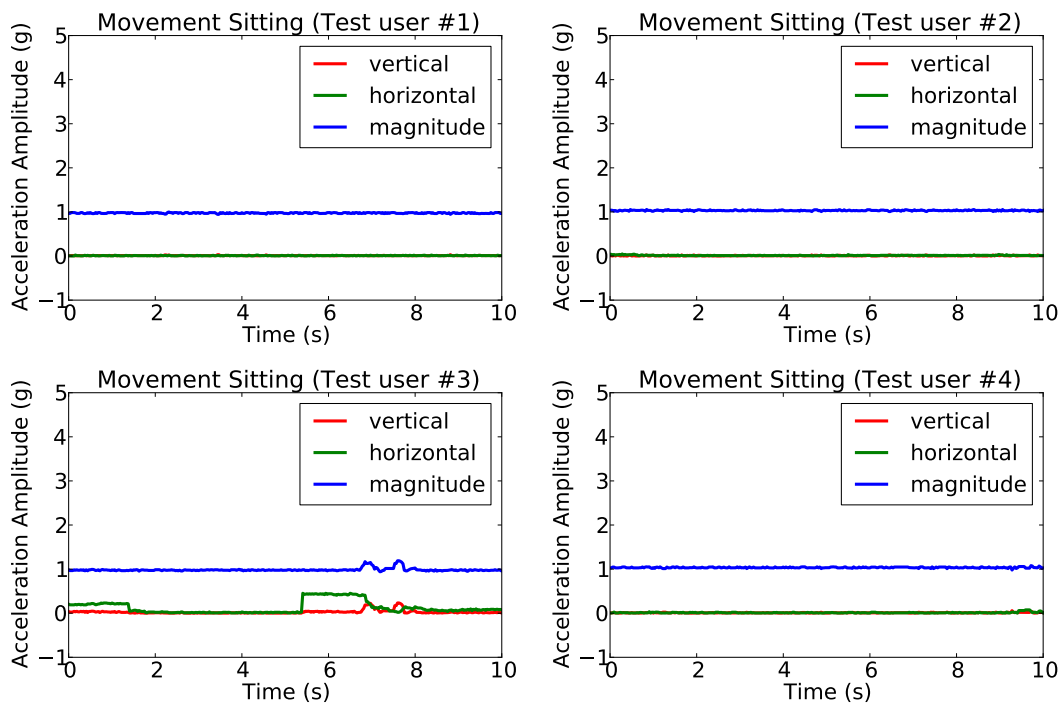 Movement Sitting (Test user #1)
Acceleration Amplitude (g)
5
4
3
2
1
0
−1
vertical
horizontal
magnitude
0 2 4 6 8 10
Time (s)
Movement Sitting (Test user #2)
Acceleration Amplitude (g)
5
4
3
2
1
0
−1
vertical
horizontal
magnitude
0 2 4 6 8 10
Time (s)
Movement Sitting (Test user #3)
Acceleration Amplitude (g)
5
4
3
2
1
0
−1
vertical
horizontal
magnitude
0 2 4 6 8 10
Time (s)
Movement Sitting (Test user #4)
Acceleration Amplitude (g)
5
4
3
2
1
0
−1
vertical
horizontal
magnitude
0 2 4 6 8 10
Time (s)